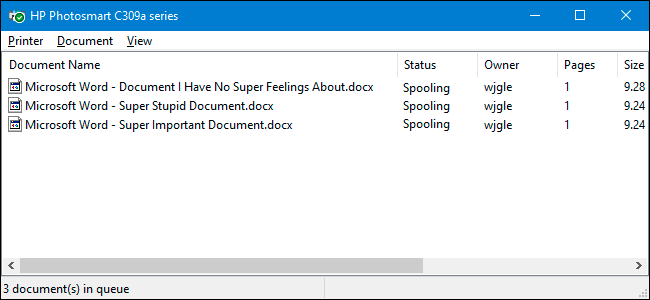 HP Photosmart C309a series
Printer Document View
Document Name Status Owner Pages Size
Microsoft Word - Document I Have No Super Feelings About.docx Spooling wjgle 1 9.28
Microsoft Word - Super Stupid Document.docx Spooling wjgle 1 9.24
Microsoft Word - Super Important Document.docx Spooling wjgle 1 9.24
3 document(s) in queue